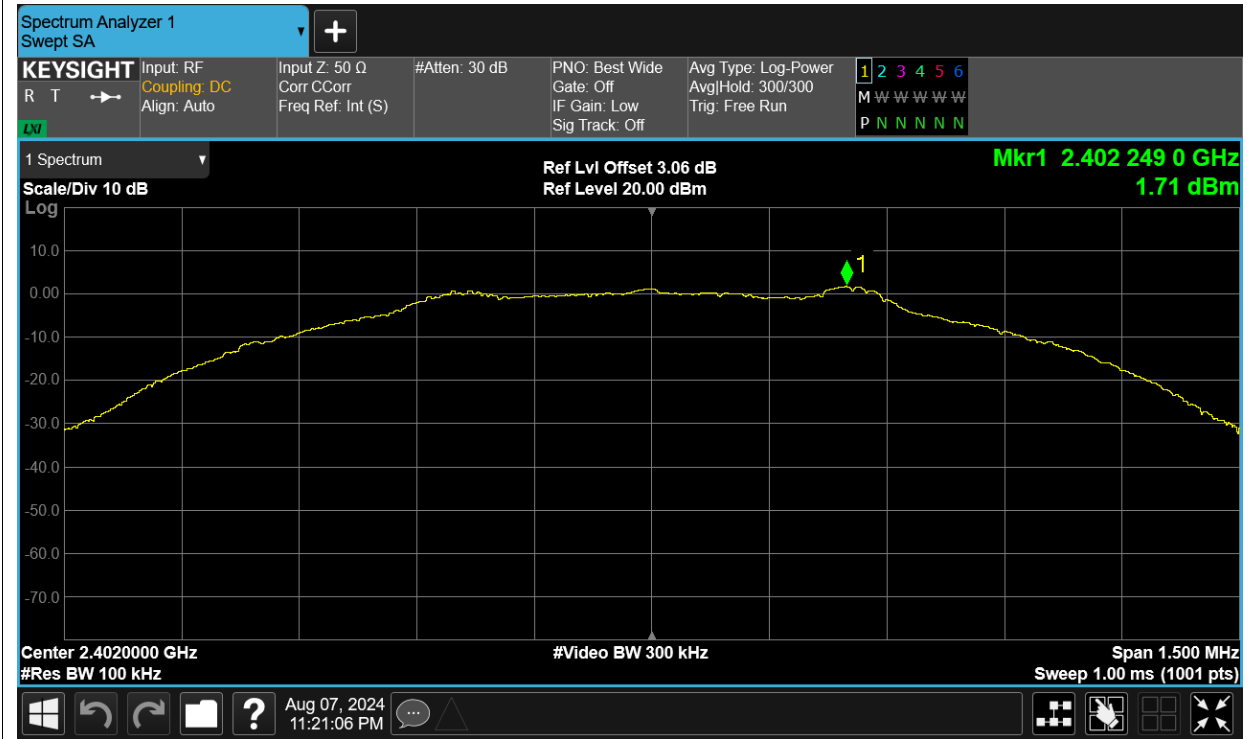 Spectrum Analyzer 1
Swept SA
KEYSIGHT
R T
LXI
Input: RF
Coupling: DC
Align: Auto
Input Z: 50 Ω
Corr CCorr
Freq Ref: Int (S)
#Atten: 30 dB
PNO: Best Wide
Gate: Off
IF Gain: Low
Sig Track: Off
Avg Type: Log-Power
Avg|Hold: 300/300
Trig: Free Run
1 2 3 4 5 6
M W W W W W
P N N N N N
1 Spectrum
Scale/Div 10 dB
Log
Ref Lvl Offset 3.06 dB
Ref Level 20.00 dBm
Mkr1 2.402 249 0 GHz
1.71 dBm
1
10.0
0.00
-10.0
-20.0
-30.0
-40.0
-50.0
-60.0
-70.0
Center 2.4020000 GHz
#Res BW 100 kHz
#Video BW 300 kHz
Span 1.500 MHz
Sweep 1.00 ms (1001 pts)
?
Aug 07, 2024
11:21:06 PM